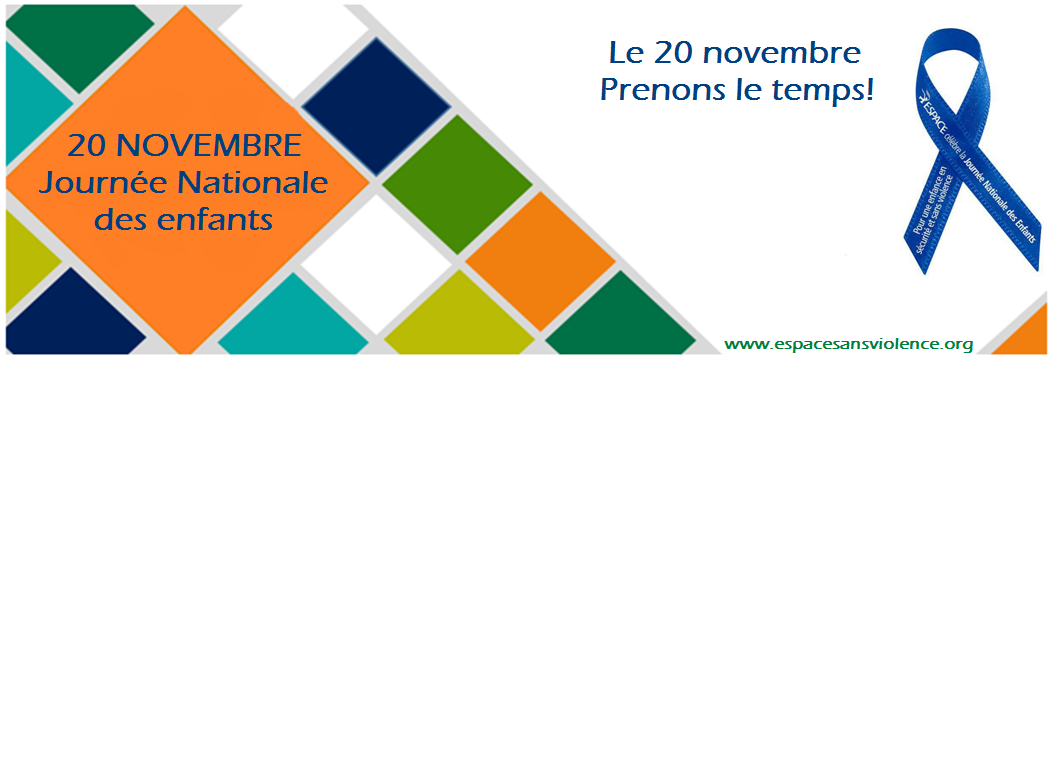 20 NOVEMBRE
Journée Nationale
des enfants
Le 20 novembre
Prenons le temps!
ESPACE célèbre la Journée Nationale des Enfants
Pour une enfance en
sécurité et sans violence
www.espacesansviolence.org